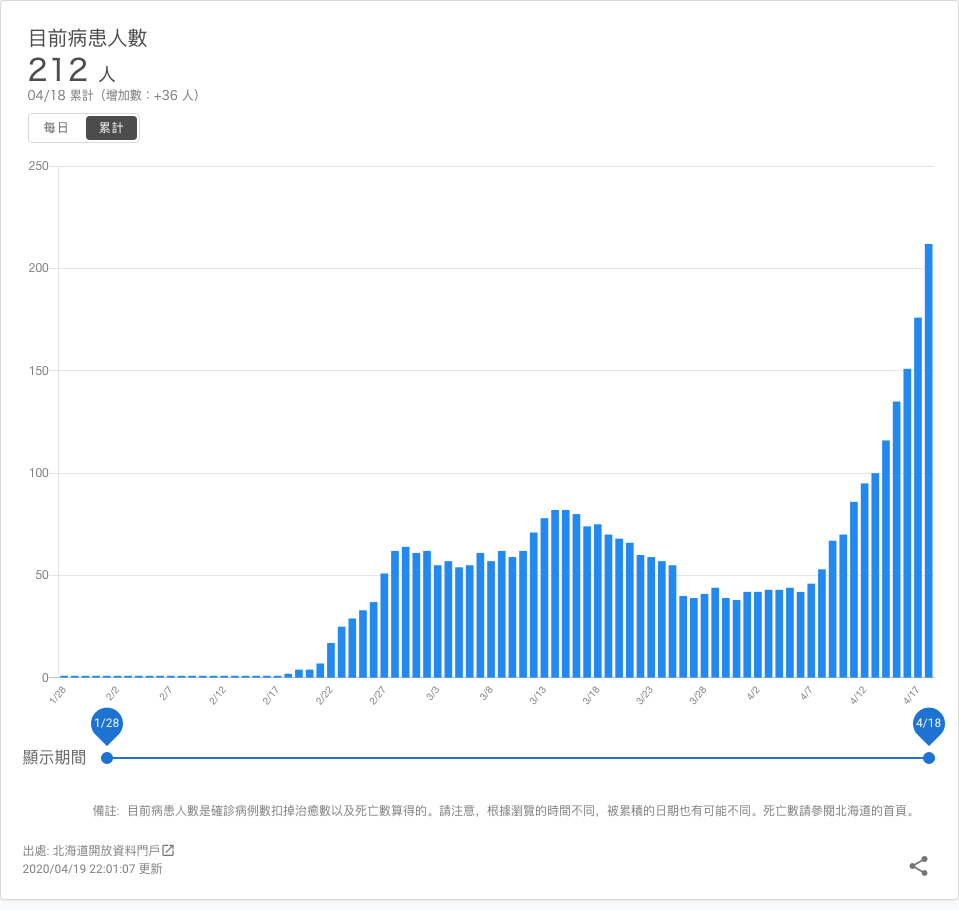 目前病患人數
212 人
04/18 累計（增加數：+36 人）
每日 累計
250
200
150
100
50
0
1/28 2/2 2/7 2/12 2/17 2/22 2/27 3/3 3/8 3/13 3/18 3/23 3/28 4/2 4/7 4/12 4/17
1/28 4/18
顯示期間
備註: 目前病患人數是確診病例數扣掉治癒數以及死亡數算得的。請注意，根據瀏覽的時間不同，被累積的日期也有可能不同。死亡數請參閱北海道的首頁。
出處: 北海道開放資料門戶
2020/04/19 22:01:07 更新